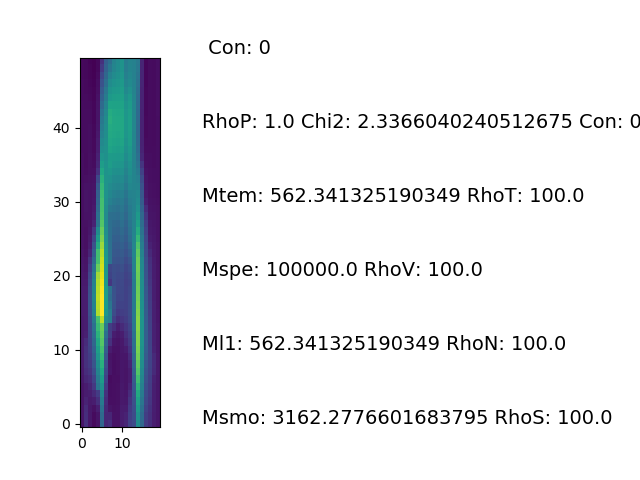 Con: 0
RhoP: 1.0 Chi2: 2.3366040240512675 Con: 0
40
Mtem: 562.341325190349 RhoT: 100.0
30
Mspe: 100000.0 RhoV: 100.0
20
Ml1: 562.341325190349 RhoN: 100.0
10
Msmo: 3162.2776601683795 RhoS: 100.0
0
0 10